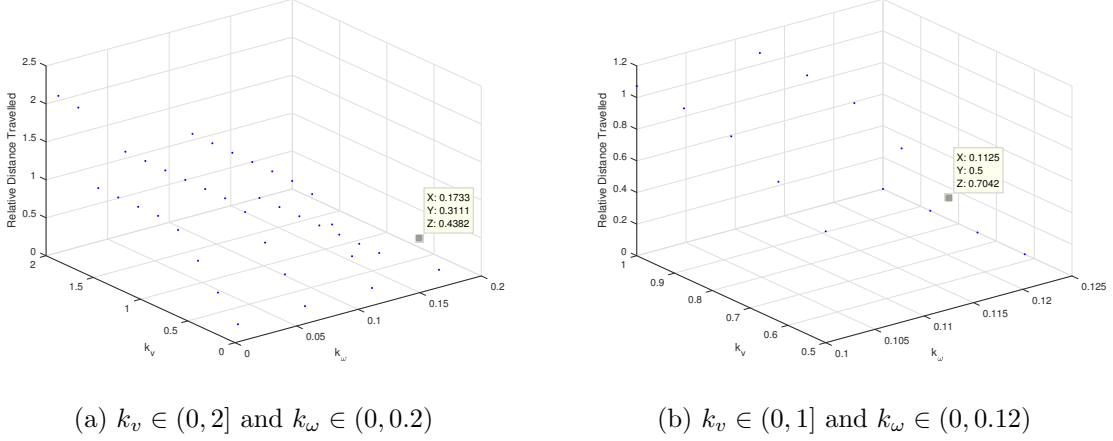 2.5
2
1.5
1
0.5
0
Relative Distance Travelled
2
1.5
1
0.5
0
k_v
0
0.05
0.1
0.15
0.2
k_ω
X: 0.1733
Y: 0.3111
Z: 0.4382
(a) k_v ∈ (0, 2] and k_ω ∈ (0, 0.2)
1.2
1
0.8
0.6
0.4
0.2
0
Relative Distance Travelled
1
0.9
0.8
0.7
0.6
0.5
k_v
0.1
0.105
0.11
0.115
0.12
0.125
k_ω
X: 0.1125
Y: 0.5
Z: 0.7042
(b) k_v ∈ (0, 1] and k_ω ∈ (0, 0.12)